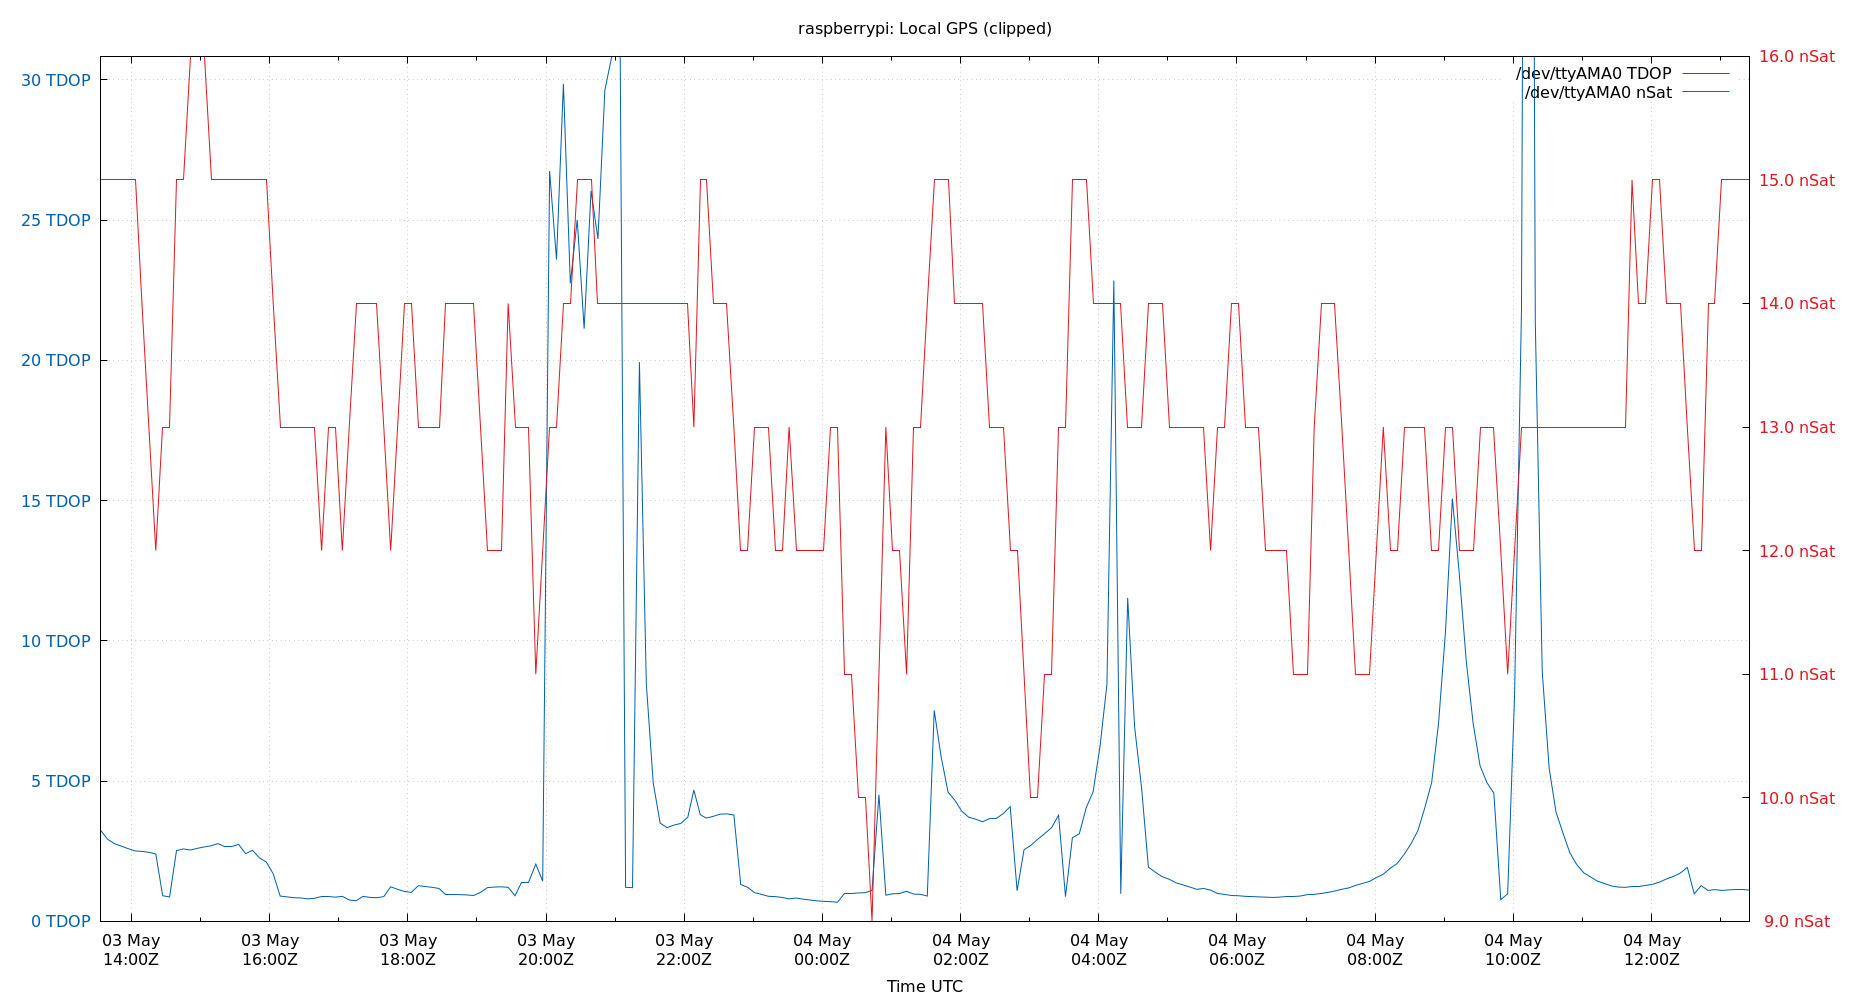 raspberrypi: Local GPS (clipped)
/dev/ttyAMA0 TDOP
/dev/ttyAMA0 nSat
30 TDOP
25 TDOP
20 TDOP
15 TDOP
10 TDOP
5 TDOP
0 TDOP
16.0 nSat
15.0 nSat
14.0 nSat
13.0 nSat
12.0 nSat
11.0 nSat
10.0 nSat
9.0 nSat
03 May
14:00Z
03 May
16:00Z
03 May
18:00Z
03 May
20:00Z
03 May
22:00Z
04 May
00:00Z
04 May
02:00Z
04 May
04:00Z
04 May
06:00Z
04 May
08:00Z
04 May
10:00Z
04 May
12:00Z
Time UTC